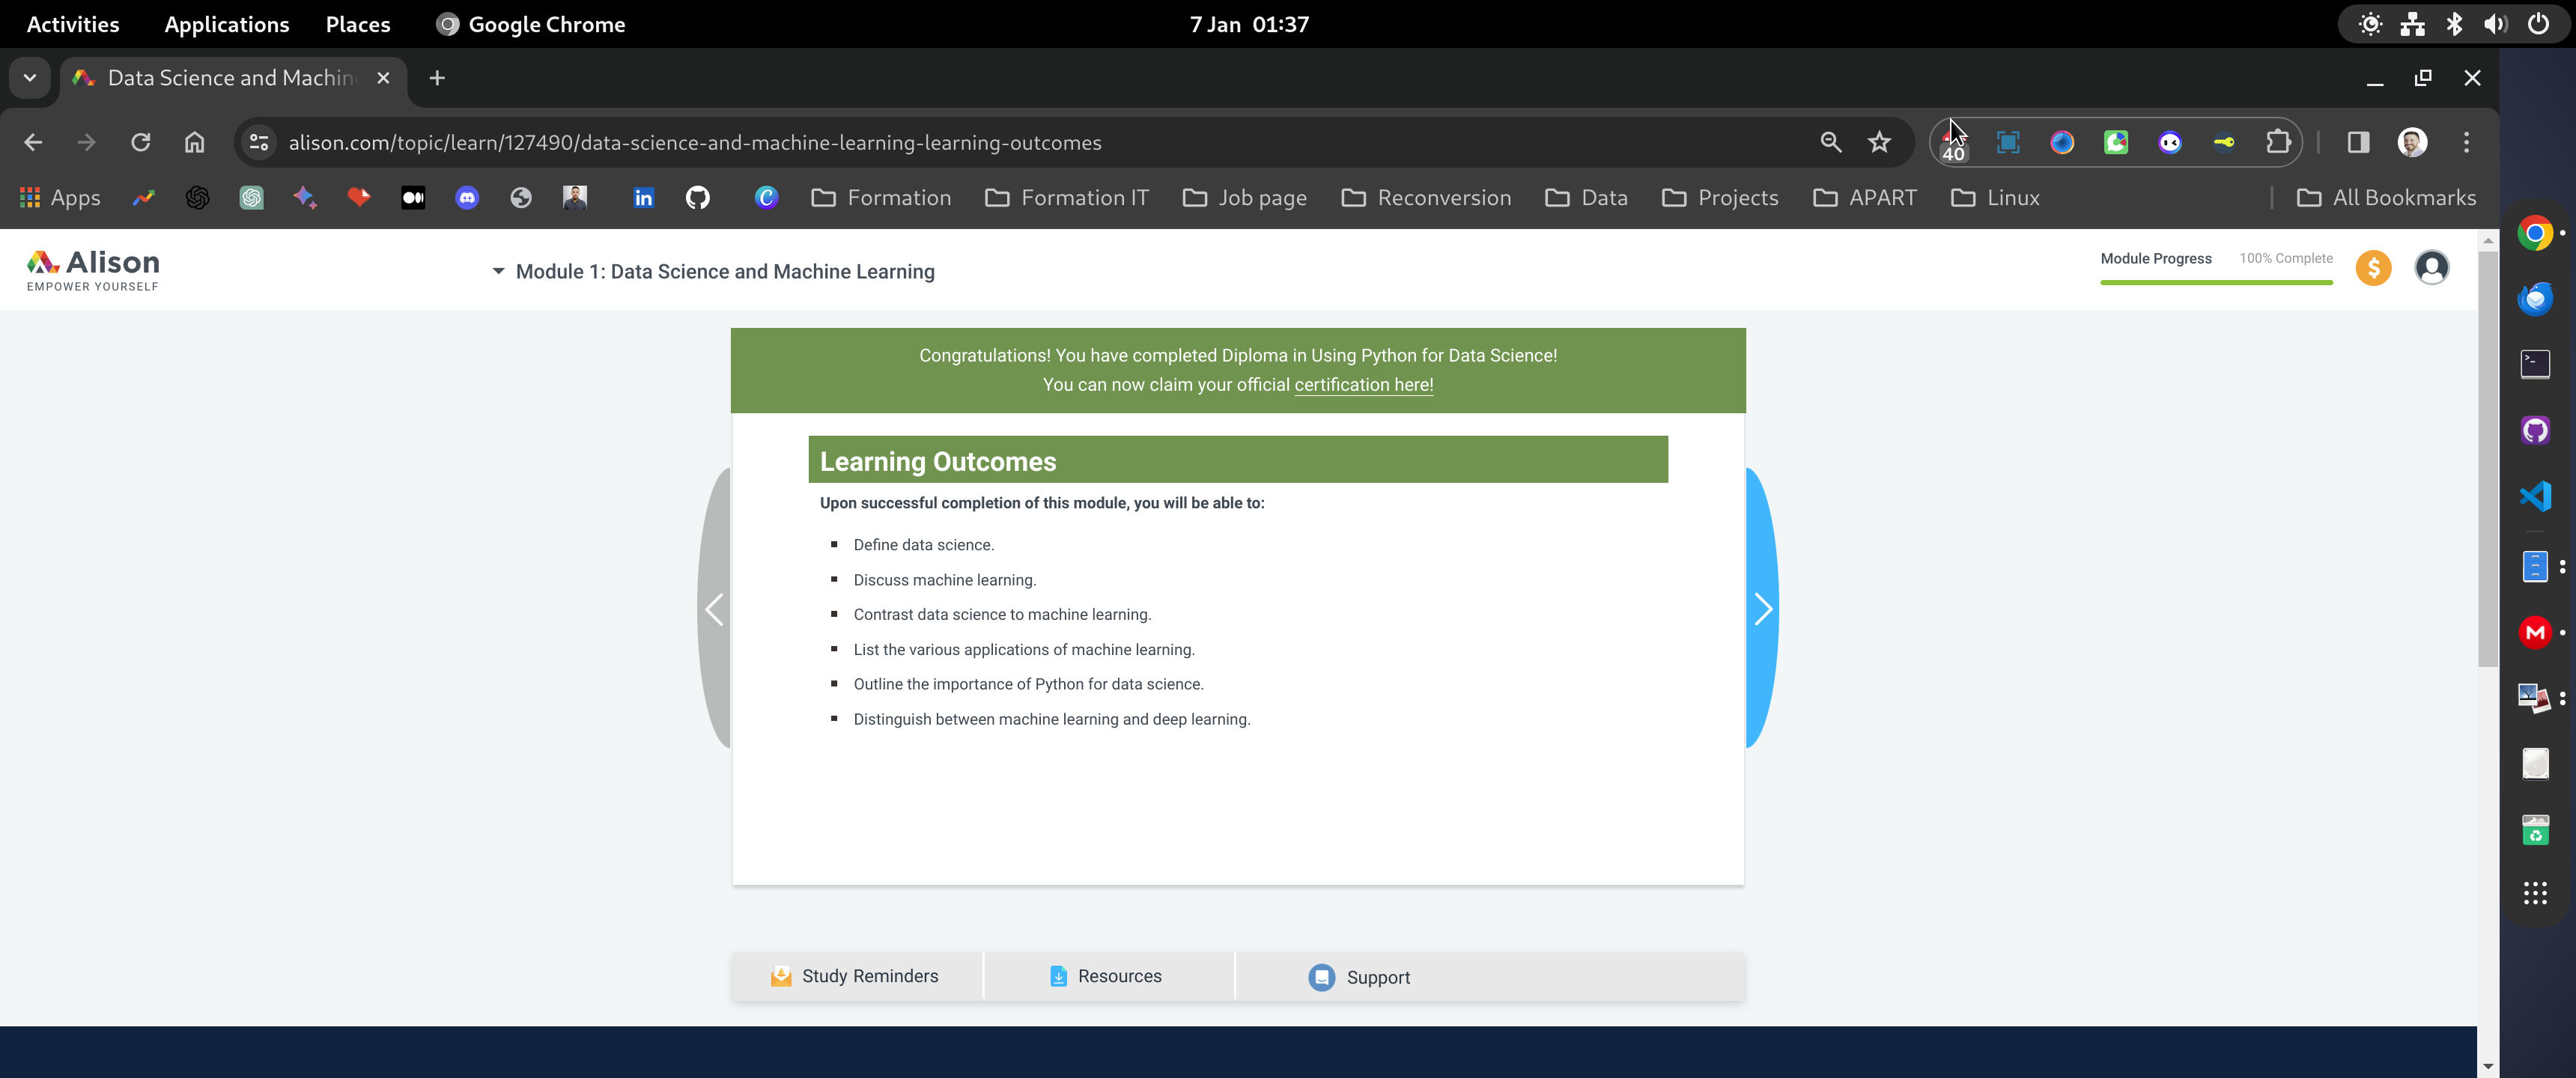 Activities Applications Places Google Chrome 7 Jan 01:37
Data Science and Machin
alison.com/topic/learn/127490/data-science-and-machine-learning-learning-outcomes 40
Apps Formation Formation IT Job page Reconversion Data Projects APART Linux All Bookmarks
Alison
EMPOWER YOURSELF
Module 1: Data Science and Machine Learning
Module Progress 100% Complete
Congratulations! You have completed Diploma in Using Python for Data Science!
You can now claim your official certification here!
Learning Outcomes
Upon successful completion of this module, you will be able to:
Define data science.
Discuss machine learning.
Contrast data science to machine learning.
List the various applications of machine learning.
Outline the importance of Python for data science.
Distinguish between machine learning and deep learning.
Study Reminders Resources Support